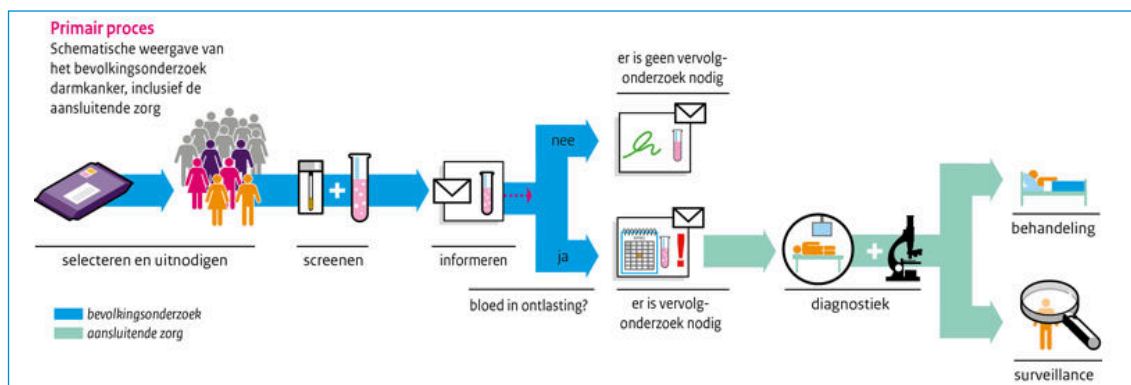 Primair proces
Schematische weergave van
het bevolkingsonderzoek
darmkanker, inclusief de
aansluitende zorg
selecteren en uitnodigen
screenen
informeren
bloed in ontlasting?
nee
ja
er is geen vervolg-
onderzoek nodig
er is vervolg-
onderzoek nodig
diagnostiek
behandeling
surveillance
bevolkingsonderzoek
aansluitende zorg